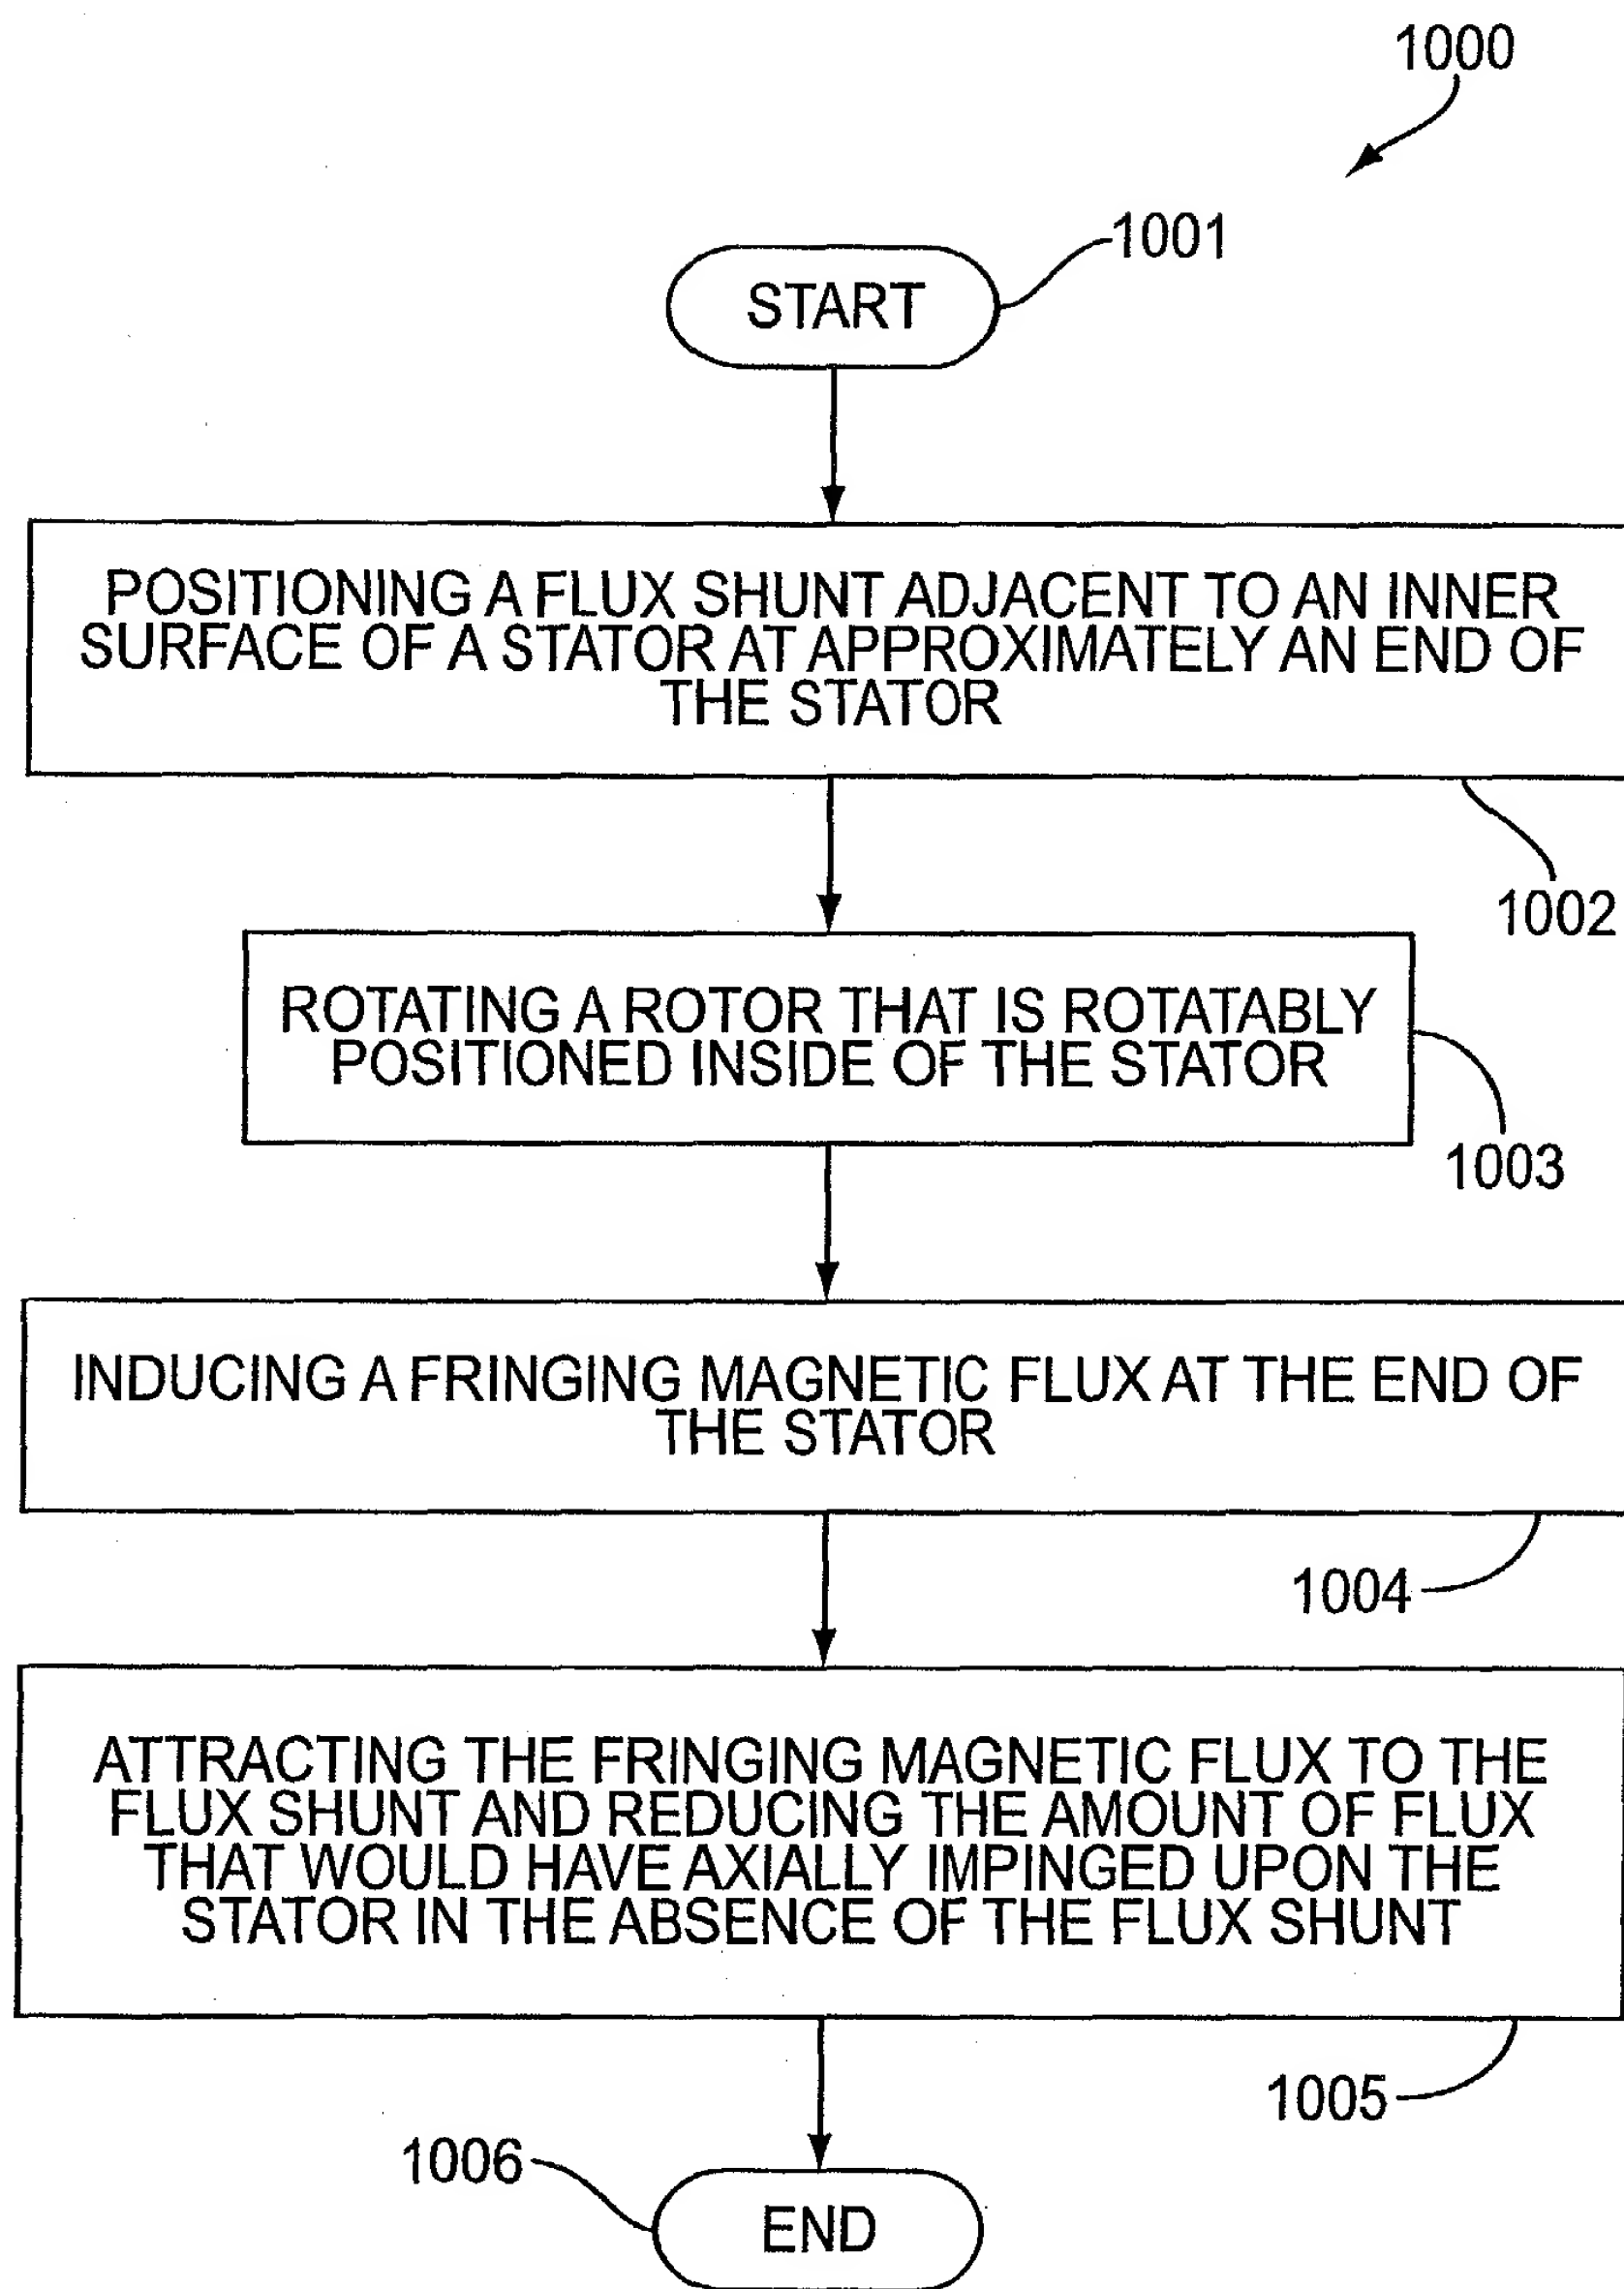 1000
1001
START
POSITIONING A FLUX SHUNT ADJACENT TO AN INNER
SURFACE OF A STATOR AT APPROXIMATELY AN END OF
THE STATOR
1002
ROTATING A ROTOR THAT IS ROTATABLY
POSITIONED INSIDE OF THE STATOR
1003
INDUCING A FRINGING MAGNETIC FLUX AT THE END OF
THE STATOR
1004
ATTRACTING THE FRINGING MAGNETIC FLUX TO THE
FLUX SHUNT AND REDUCING THE AMOUNT OF FLUX
THAT WOULD HAVE AXIALLY IMPINGED UPON THE
STATOR IN THE ABSENCE OF THE FLUX SHUNT
1005
1006
END